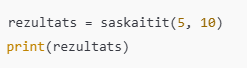 rezultats = saskaitit(5, 10)
print(rezultats)